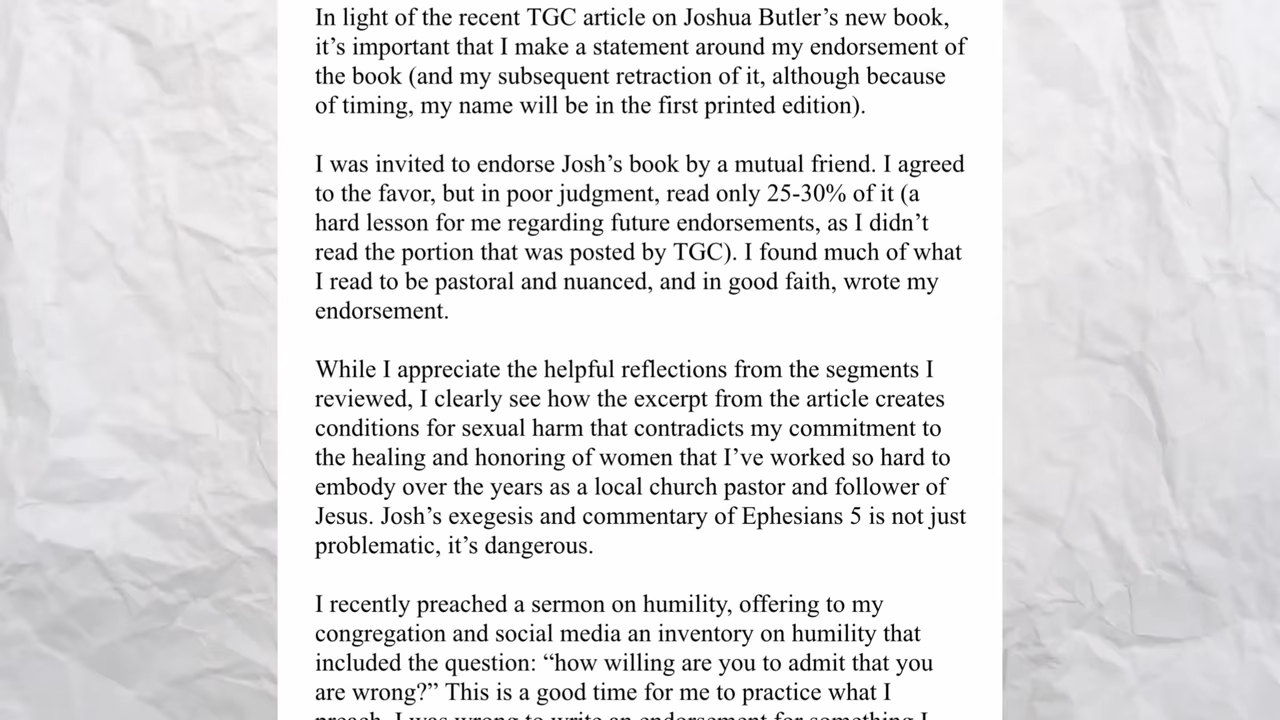 In light of the recent TGC article on Joshua Butler’s new book,
it’s important that I make a statement around my endorsement of
the book (and my subsequent retraction of it, although because
of timing, my name will be in the first printed edition).
I was invited to endorse Josh’s book by a mutual friend. I agreed
to the favor, but in poor judgment, read only 25-30% of it (a
hard lesson for me regarding future endorsements, as I didn’t
read the portion that was posted by TGC). I found much of what
I read to be pastoral and nuanced, and in good faith, wrote my
endorsement.
While I appreciate the helpful reflections from the segments I
reviewed, I clearly see how the excerpt from the article creates
conditions for sexual harm that contradicts my commitment to
the healing and honoring of women that I’ve worked so hard to
embody over the years as a local church pastor and follower of
Jesus. Josh’s exegesis and commentary of Ephesians 5 is not just
problematic, it’s dangerous.
I recently preached a sermon on humility, offering to my
congregation and social media an inventory on humility that
included the question: “how willing are you to admit that you
are wrong?” This is a good time for me to practice what I
preach. I was wrong to write an endorsement for something I